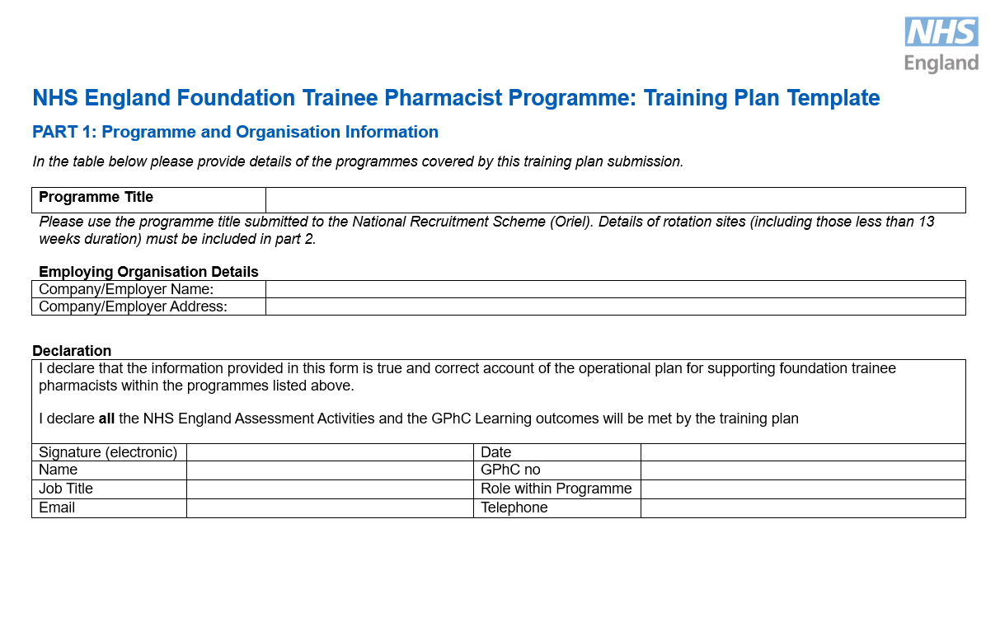 NHS
England
NHS England Foundation Trainee Pharmacist Programme: Training Plan Template
PART 1: Programme and Organisation Information
In the table below please provide details of the programmes covered by this training plan submission.
Programme Title
Please use the programme title submitted to the National Recruitment Scheme (Oriel). Details of rotation sites (including those less than 13
weeks duration) must be included in part 2.
Employing Organisation Details
Company/Employer Name:
Company/Employer Address:
Declaration
I declare that the information provided in this form is true and correct account of the operational plan for supporting foundation trainee
pharmacists within the programmes listed above.
I declare all the NHS England Assessment Activities and the GPhC Learning outcomes will be met by the training plan
Signature (electronic) Date
Name GPhC no
Job Title Role within Programme
Email Telephone